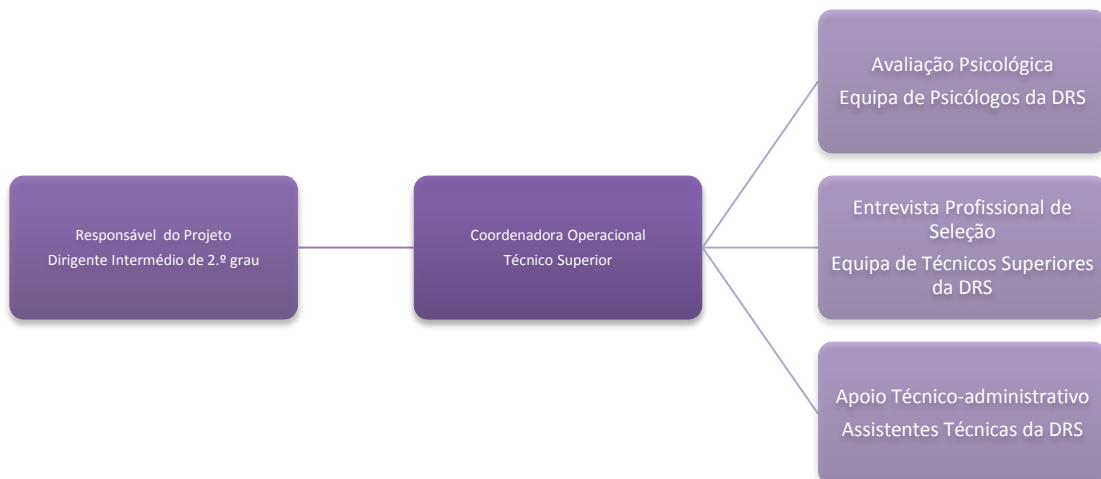 Responsável do Projeto
Dirigente Intermédio de 2.º grau
Coordenadora Operacional
Técnico Superior
Avaliação Psicológica
Equipa de Psicólogos da DRS
Entrevista Profissional de
Seleção
Equipa de Técnicos Superiores
da DRS
Apoio Técnico-administrativo
Assistentes Técnicas da DRS